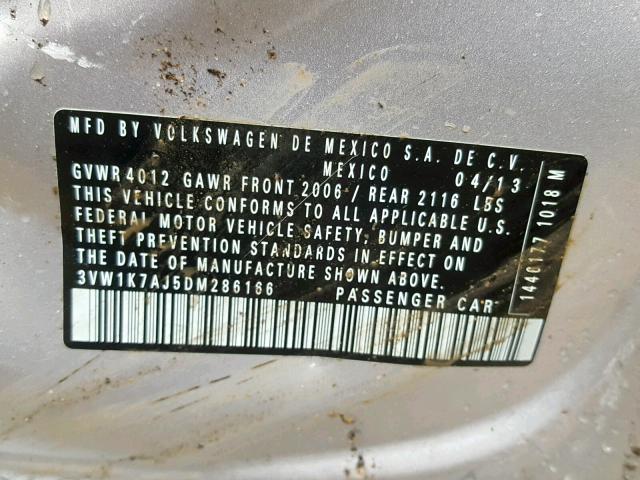 MFD BY VOLKSWAGEN DE MEXICO S.A. DE C.V.
MEXICO 04/13
GVWR 4012 GAWR FRONT 2006 / REAR 2116 LBS
THIS VEHICLE CONFORMS TO ALL APPLICABLE U.S.
FEDERAL MOTOR VEHICLE SAFETY, BUMPER AND
THEFT PREVENTION STANDARDS IN EFFECT ON
THE DATE OF MANUFACTURE SHOWN ABOVE.
3VW1K7AJ5DM286166 PASSENGER CAR
1018 M